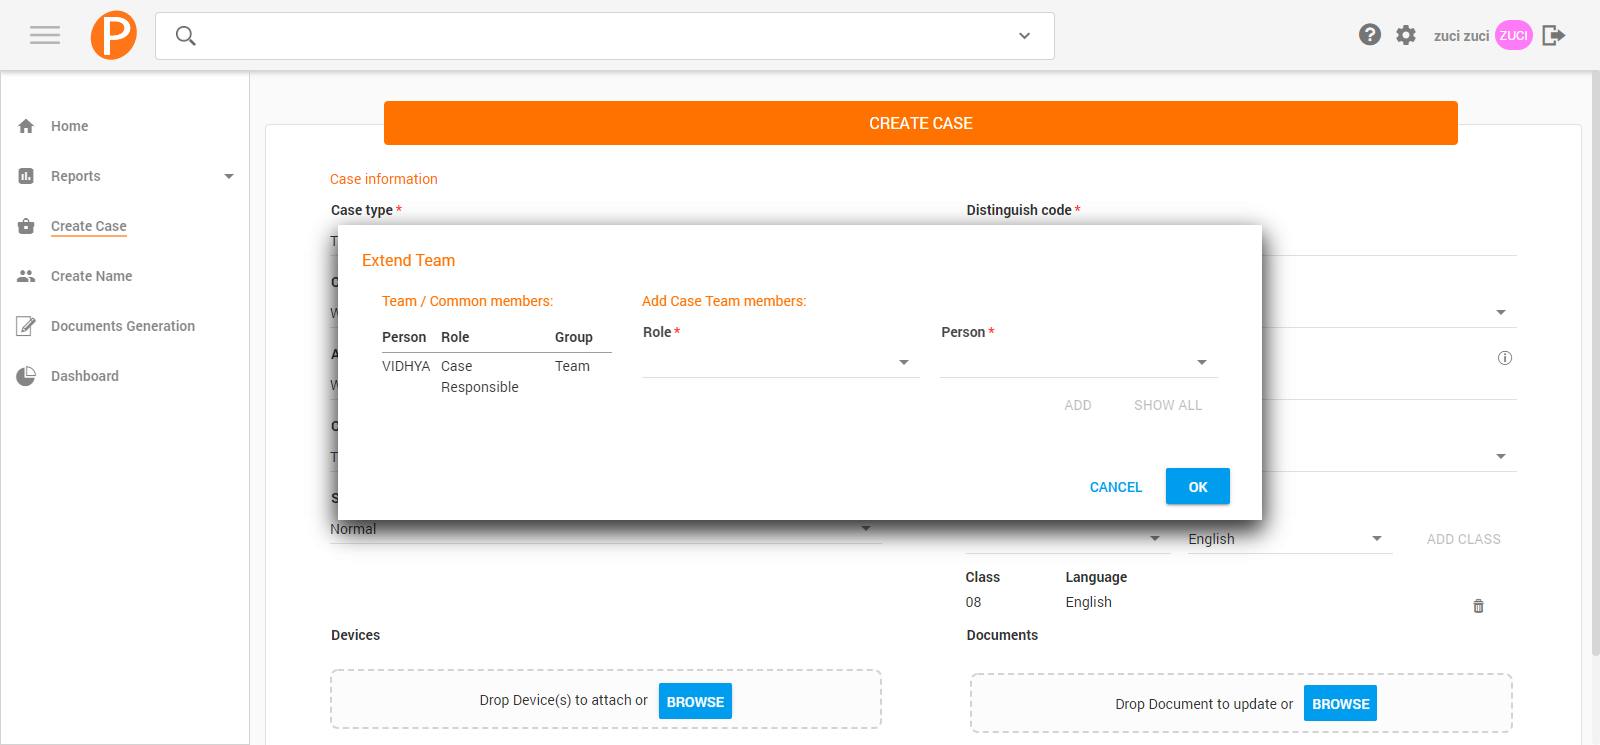 P
zuci zuci ZUCI
Home
Reports
Create Case
Create Name
Documents Generation
Dashboard
CREATE CASE
Case information
Case type *
Distinguish code *
Extend Team
Team / Common members:
Add Case Team members:
Person Role Group
VIDHYA Case Responsible Team
Role *
Person *
ADD SHOW ALL
CANCEL OK
Normal
English
ADD CLASS
Class Language
08 English
Devices
Documents
Drop Device(s) to attach or BROWSE
Drop Document to update or BROWSE